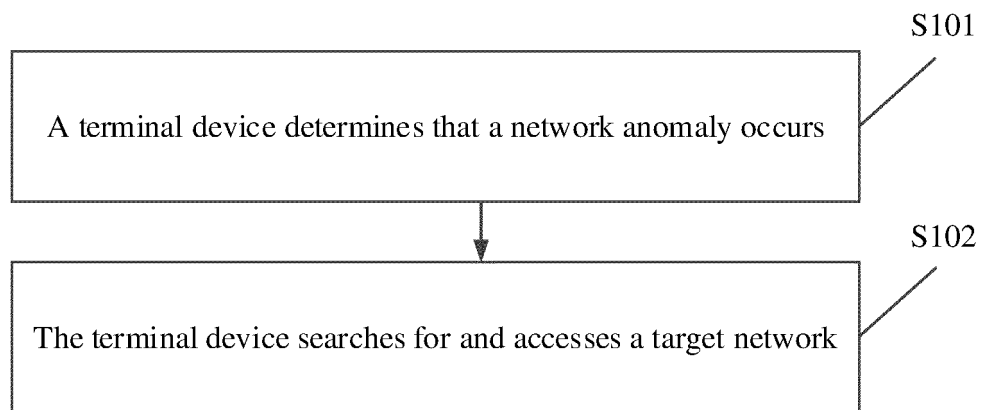 S101
A terminal device determines that a network anomaly occurs
S102
The terminal device searches for and accesses a target network